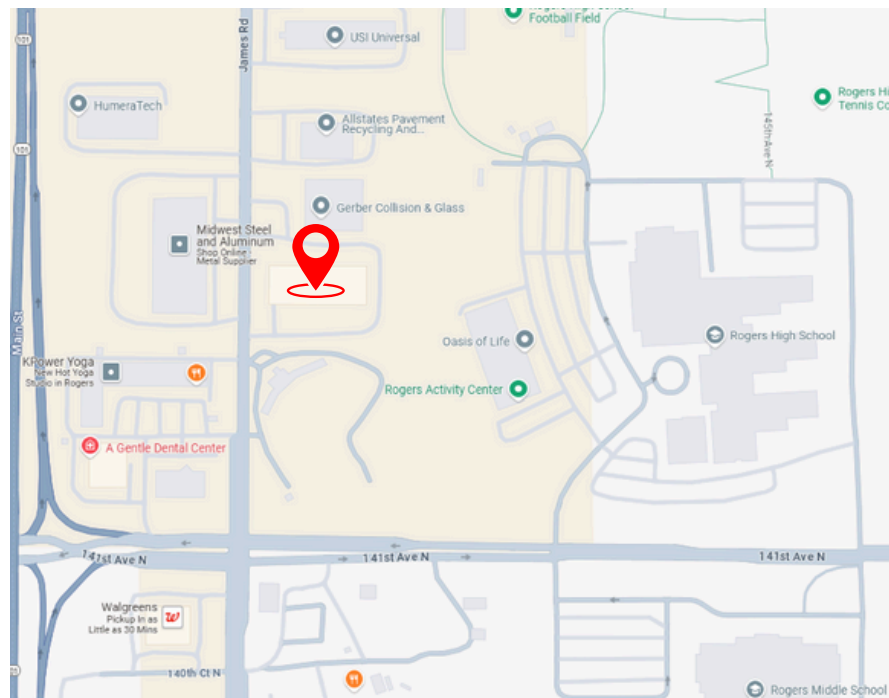 Rogers High School
Football Field
USI Universal
James Rd
101
HumeraTech
Allstates Pavement
Recycling And...
Rogers Hi
Tennis Co
145th Ave N
101
Gerber Collision & Glass
Midwest Steel
and Aluminum
Shop Online -
Metal Supplier
Main St
Oasis of Life
Rogers High School
KPower Yoga
New Hot Yoga
Studio in Rogers
Rogers Activity Center
A Gentle Dental Center
141st Ave N
141st Ave N
141st Ave N
Walgreens
Pickup in as
Little as 30 Mins
140th Ct N
Rogers Middle School